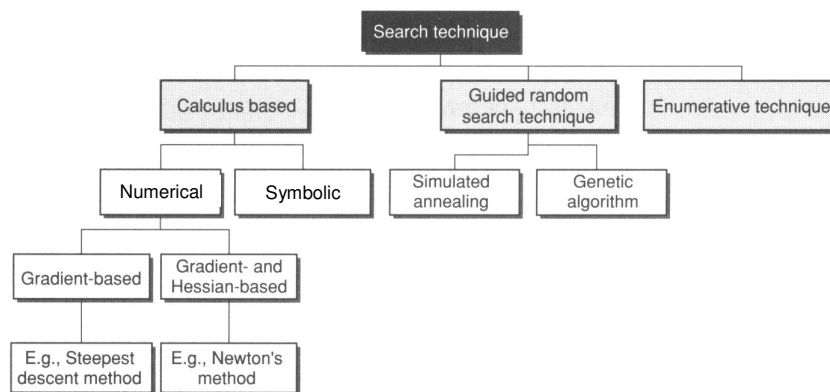 Search technique
Calculus based
Guided random
search technique
Enumerative technique
Numerical
Symbolic
Simulated
annealing
Genetic
algorithm
Gradient-based
Gradient- and
Hessian-based
E.g., Steepest
descent method
E.g., Newton's
method